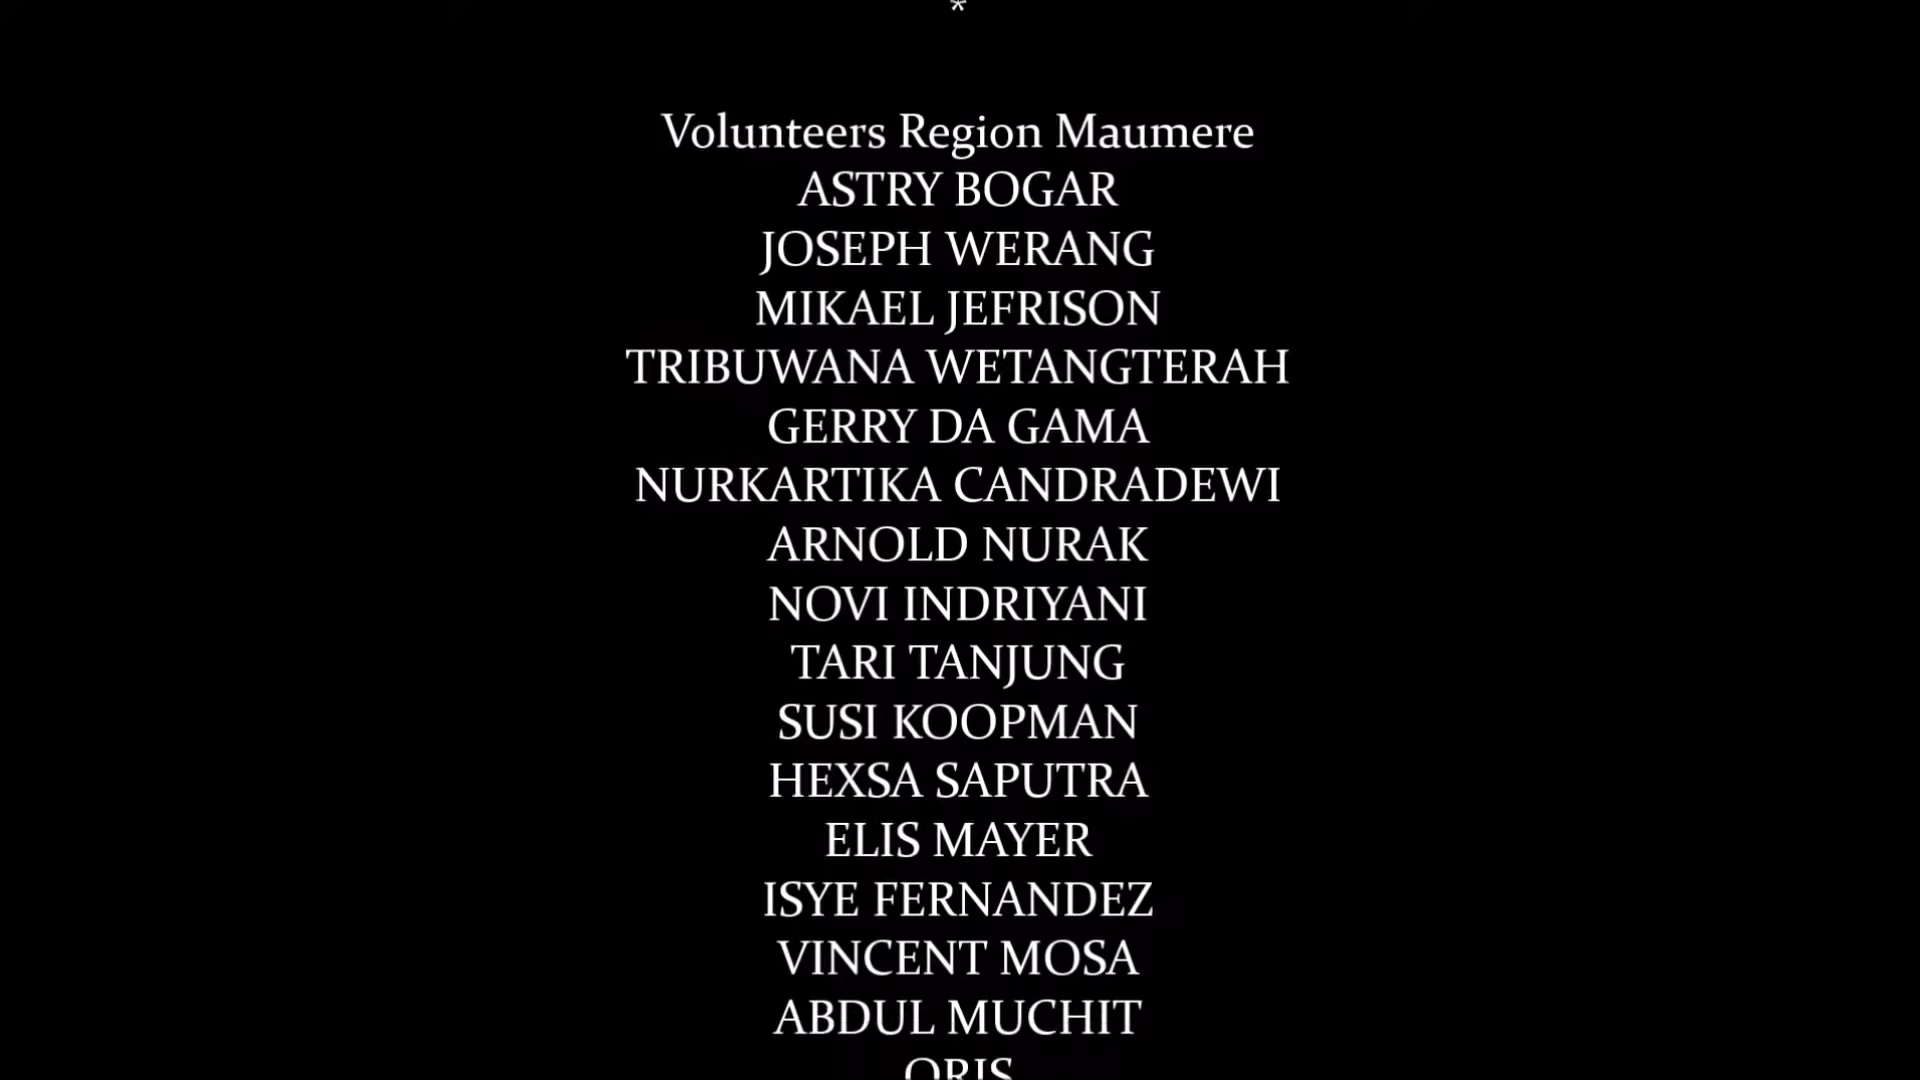 *
Volunteers Region Maumere
ASTRY BOGAR
JOSEPH WERANG
MIKAEL JEFRISON
TRIBUWANA WETANGTERAH
GERRY DA GAMA
NURKARTIKA CANDRADEWI
ARNOLD NURAK
NOVI INDRIYANI
TARI TANJUNG
SUSI KOOPMAN
HEXSA SAPUTRA
ELIS MAYER
ISYE FERNANDEZ
VINCENT MOSA
ABDUL MUCHIT
ORIS